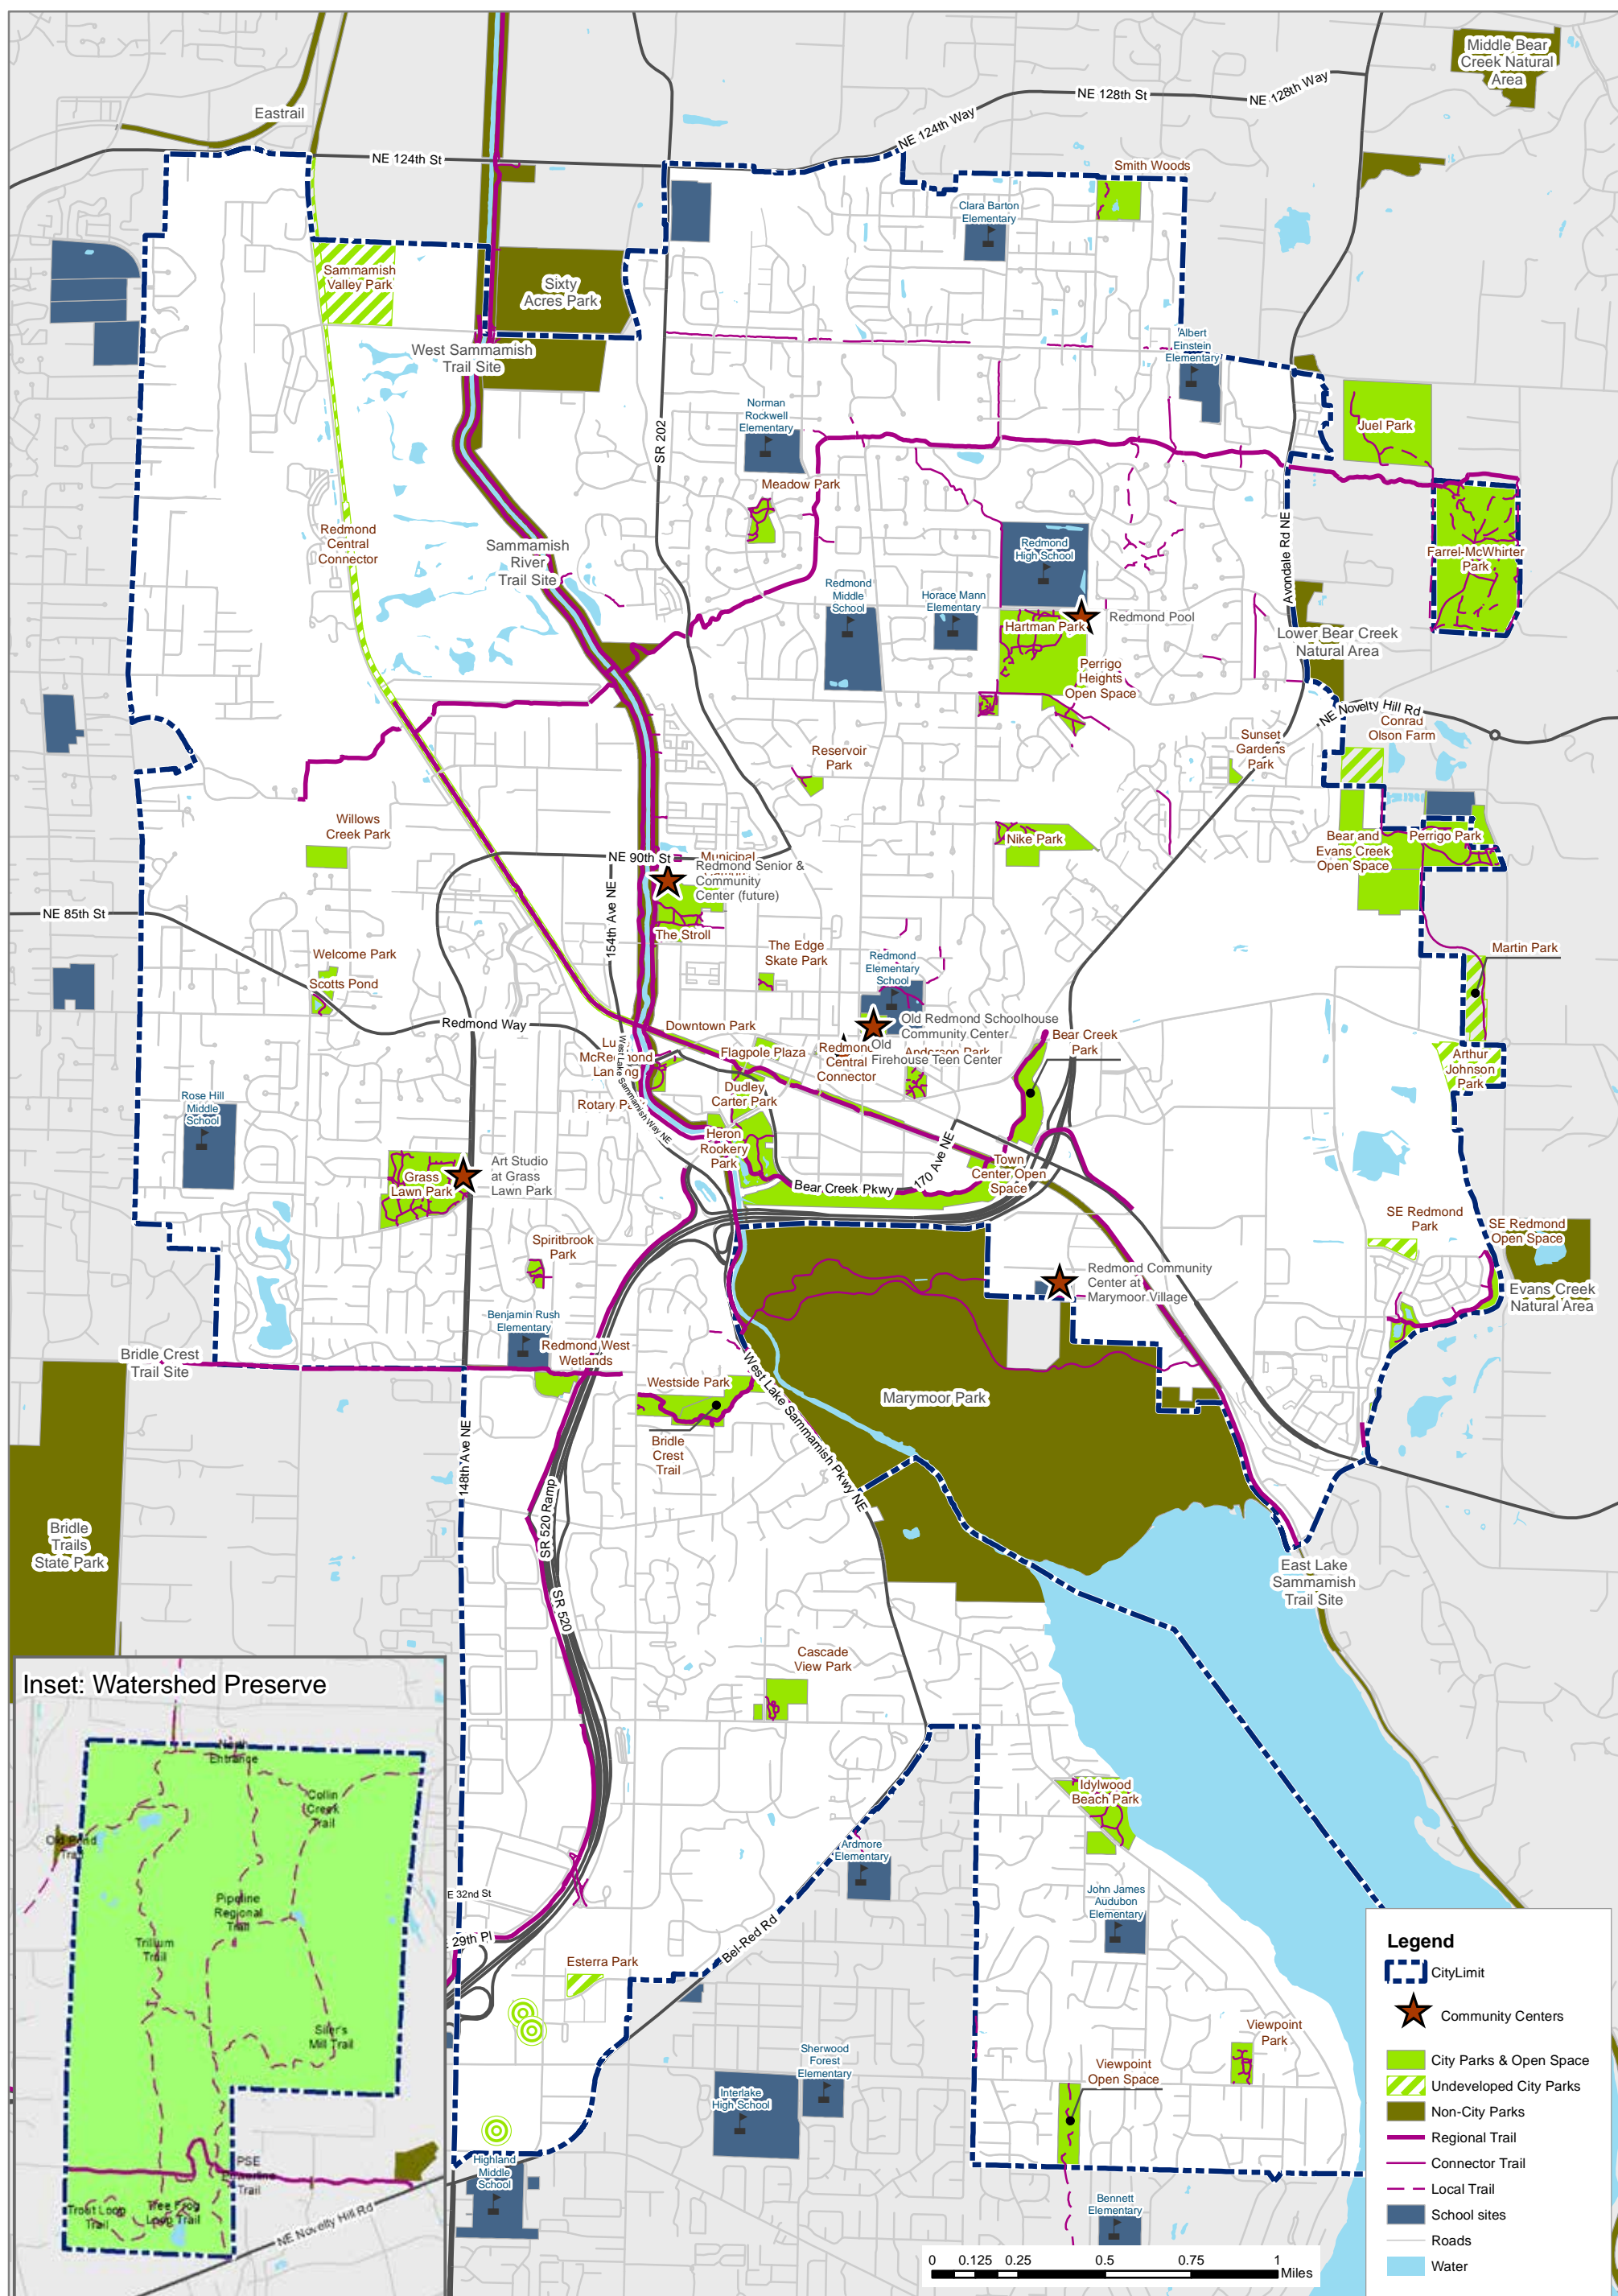 Middle Bear
Creek Natural
Area
Eastrail
NE 128th St
NE 128th Way
NE 124th Way
NE 124th St
Smith Woods
Clara Barton
Elementary
Sammamish
Valley Park
Sixty
Acres Park
West Sammamish
Trail Site
Albert
Einstein
Elementary
Norman
Rockwell
Elementary
SR 202
Juel Park
Meadow Park
Redmond
Central
Connector
Sammamish
River
Trail Site
Redmond
High School
Avondale Rd NE
Farrel-McWhirter
Park
Redmond
Middle
School
Horace Mann
Elementary
Hartman Park
Redmond Pool
Lower Bear Creek
Natural Area
Perrigo
Heights
Open Space
NE Novelty Hill Rd
Conrad
Olson Farm
Sunset
Gardens
Park
Reservoir
Park
Willows
Creek Park
Nike Park
Bear and
Evans Creek
Open Space
Perrigo Park
NE 90th St
Municipal
Redmond Senior &
Community
Center (future)
NE 85th St
154th Ave NE
The Stroll
The Edge
Skate Park
Martin Park
Welcome Park
Scotts Pond
Redmond
Elementary
School
Redmond Way
Downtown Park
Old Redmond Schoolhouse
Community Center
Bear Creek
Park
Flagpole Plaza
Redmond
Central
Connector
Old
Firehouse Teen Center
Anderson Park
Arthur
Johnson
Park
West Lake Sammamish Way NE
Dudley
Carter Park
Rose Hill
Middle
School
Heron
Rookery
Park
170 Ave NE
Town
Center Open
Space
Bear Creek Pkwy
Art Studio
at Grass
Lawn Park
Grass
Lawn Park
SE Redmond
Park
SE Redmond
Open Space
Spiritbrook
Park
Redmond Community
Center at
Marymoor Village
Evans Creek
Natural Area
Benjamin Rush
Elementary
Redmond West
Wetlands
Bridle Crest
Trail Site
Westside Park
West Lake Sammamish Pkwy NE
Marymoor Park
Bridle
Crest
Trail
148th Ave NE
SR 520 Ramp
Bridle
Trails
State Park
East Lake
Sammamish
Trail Site
SR 520
Cascade
View Park
Inset: Watershed Preserve
North
Entrance
Collin
Creek
Trail
Old Pond
Trail
Pipeline
Regional
Trail
Trillium
Trail
Siler's
Mill Trail
PSE
Powerline
Trail
Trout Loop
Trail
Tree Frog
Loop Trail
NE Novelty Hill Rd
Idylwood
Beach Park
Ardmore
Elementary
E 32nd St
29th Pl
John James
Audubon
Elementary
Bel-Red Rd
Esterra Park
Viewpoint
Park
Viewpoint
Open Space
Sherwood
Forest
Elementary
Interlake
High School
Highland
Middle
School
Bennett
Elementary
Legend
CityLimit
Community Centers
City Parks & Open Space
Undeveloped City Parks
Non-City Parks
Regional Trail
Connector Trail
Local Trail
School sites
Roads
Water
0 0.125 0.25 0.5 0.75 1
Miles